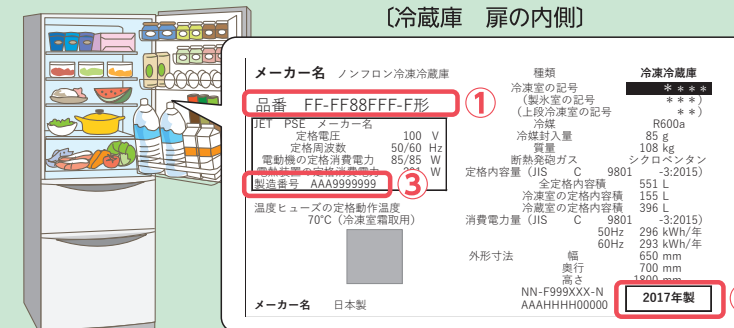 〔冷蔵庫　扉の内側〕
メーカー名 ノンフロン冷凍冷蔵庫
品番　FF-FF88FFF-F形 ①
JET　PSE　メーカー名
定格電圧 100 V
定格周波数 50/60 Hz
電動機の定格消費電力 85/85 W
電熱装置の定格消費電力 W
製造番号　AAA9999999 ③
温度ヒューズの定格動作温度
70℃（冷凍室霜取用）
メーカー名 日本製
種類 冷凍冷蔵庫
冷凍室の記号 ＊＊＊＊
（製氷室の記号 ＊＊＊）
（上段冷凍室の記号 ＊＊）
冷媒 R600a
冷媒封入量 85 g
質量 108 kg
断熱発砲ガス シクロペンタン
定格内容量（JIS C 9801 -3:2015）
全定格内容積 551 L
冷凍室の定格内容積 155 L
冷蔵室の定格内容積 396 L
消費電力量（JIS C 9801 -3:2015）
50Hz 296 kWh/年
60Hz 293 kWh/年
外形寸法 幅 650 mm
奥行 700 mm
高さ 1800 mm
NN-F999XXX-N
AAAHHHH00000
2017年製